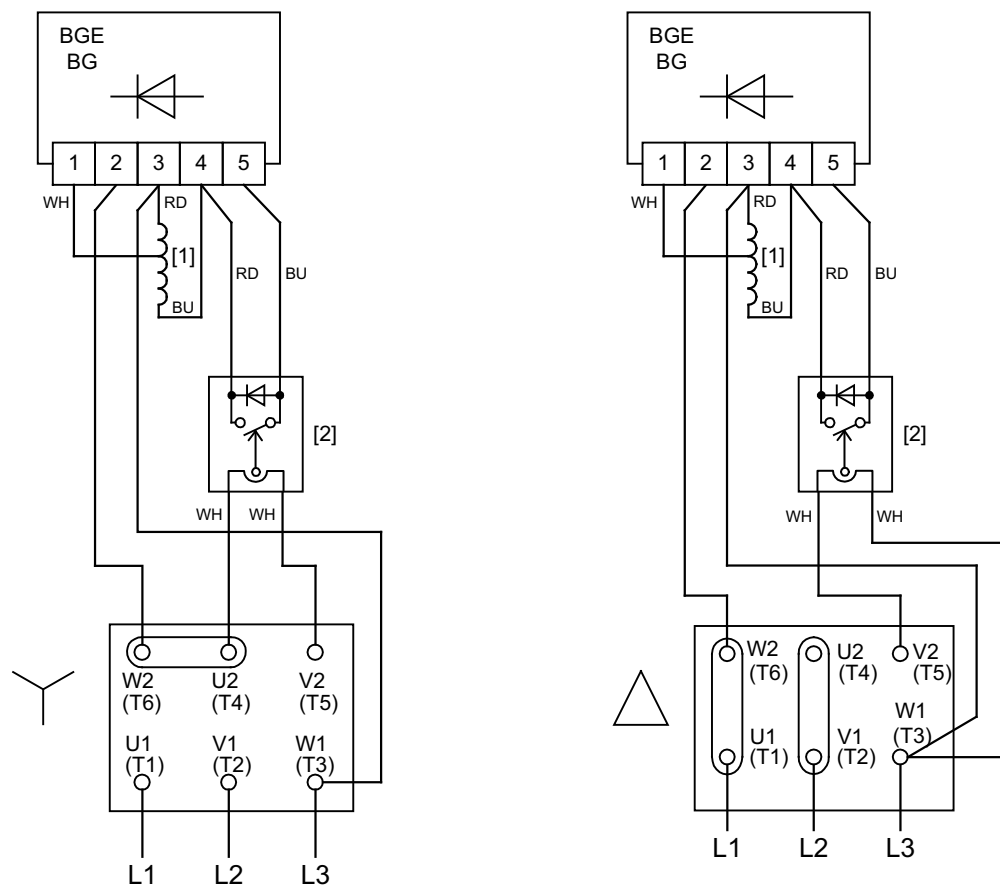 BGE
BG
1 2 3 4 5
WH RD
[1]
BU
RD BU
[2]
WH WH
W2 U2 V2
(T6) (T4) (T5)
U1 V1 W1
(T1) (T2) (T3)
L1 L2 L3
BGE
BG
1 2 3 4 5
WH RD
[1]
BU
RD BU
[2]
WH WH
W2 U2 V2
(T6) (T4) (T5)
W1
U1 V1 (T3)
(T1) (T2)
L1 L2 L3